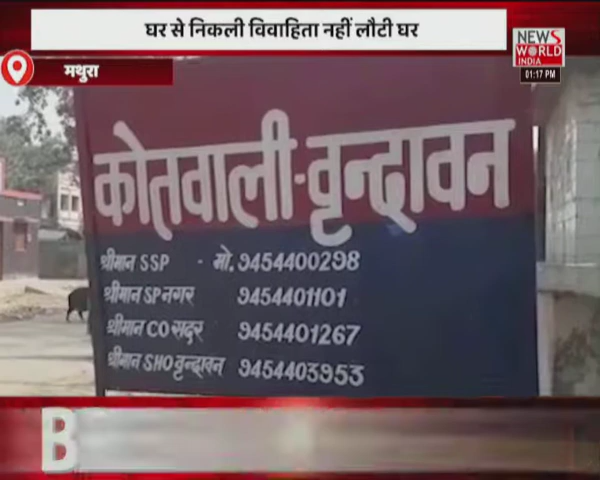 घर से निकली विवाहिता नहीं लौटी घर
NEWS
WORLD
INDIA
01:17 PM
मथुरा
कोतवाली-वृन्दावन
श्रीमान SSP - मो. 9454400298
श्रीमान SP नगर 9454401101
श्रीमान CO सदर 9454401267
श्रीमान SHO वृन्दावन 9454403953
B